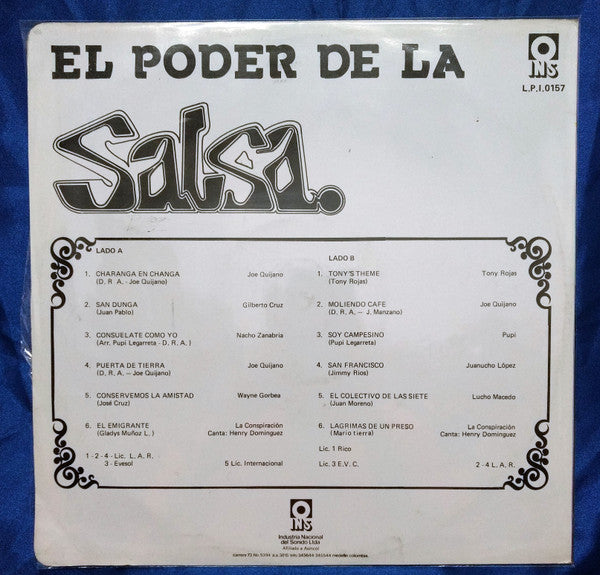 EL PODER DE LA
INS
L.P.I.0157
Salsa.
LADO A
1. CHARANGA EN CHANGA Joe Quijano
(D. R A. - Joe Quijano)
2. SAN DUNGA Gilberto Cruz
(Juan Pablo)
3. CONSUELATE COMO YO Nacho Zanabria
(Arr. Pupi Legarreta - D. R. A.)
4. PUERTA DE TIERRA Joe Quijano
(D. R, A, – Joe Quijano)
5. CONSERVEMOS LA AMISTAD Wayne Gorbea
(José Cruz)
6. EL EMIGRANTE La Conspiración
(Gladys Muñoz L.) Canta: Henry Dominguez
1 - 2 - 4 - Lic. L. A. R.
3 - Evesol 5 Lic. Internacional
LADO B
1. TONY'S THEME Tony Rojas
(Tony Rojas)
2. MOLIENDO CAFE Joe Quijano
(D. R. A. – J. Manzano)
3. SOY CAMPESINO Pupi
(Pupi Legarreta)
4. SAN FRANCISCO Juanucho López
(Jimmy Rios)
5. EL COLECTIVO DE LAS SIETE Lucho Macedo
(Juan Moreno)
6. LAGRIMAS DE UN PRESO La Conspiración
(Mario tierra) Canta: Henry Dominguez
Lic. 1 Rico
Lic. 3 E.V. C. 2 - 4 L. A. R.
INS
Industria Nacional
del Sonido Ltda
Afiliado a Asincol
medellin colombia.